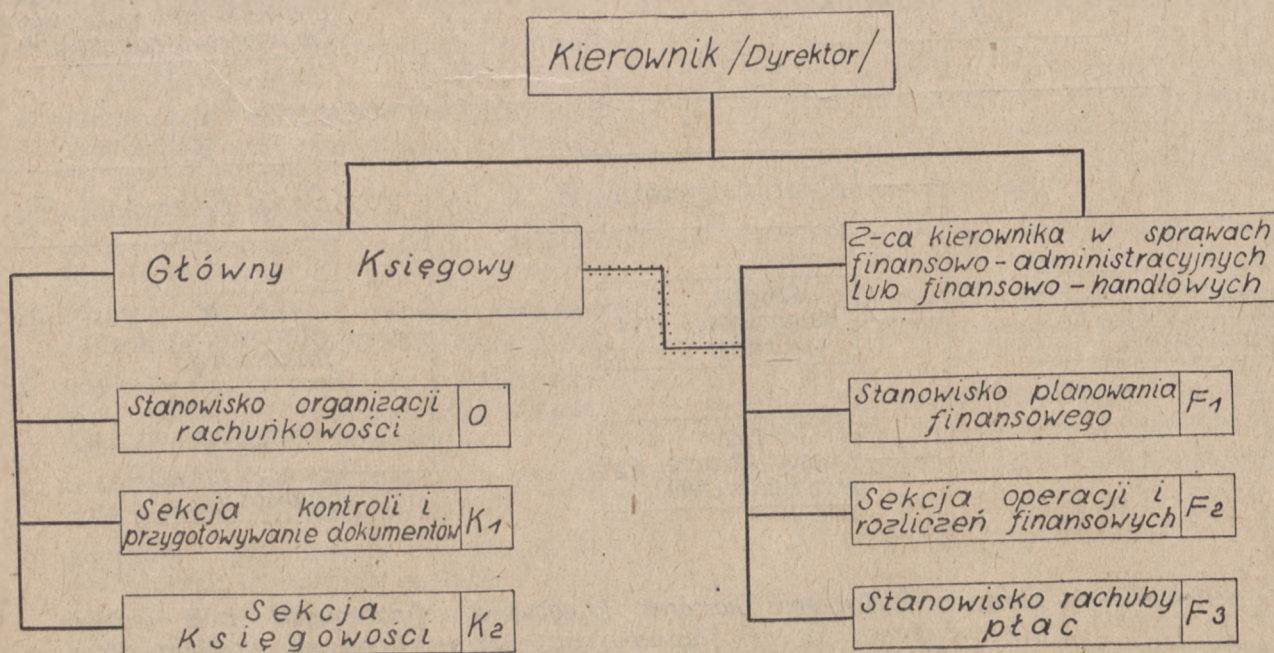 Kierownik /Dyrektor/
Główny Księgowy
Z-ca kierownika w sprawach
finansowo-administracyjnych
lub finansowo-handlowych
Stanowisko organizacji
rachunkowości
O
Sekcja kontroli i
przygotowywanie dokumentów
K1
Sekcja
Księgowości
K2
Stanowisko planowania
finansowego
F1
Sekcja operacji i
rozliczeń finansowych
F2
Stanowisko rachuby
płac
F3